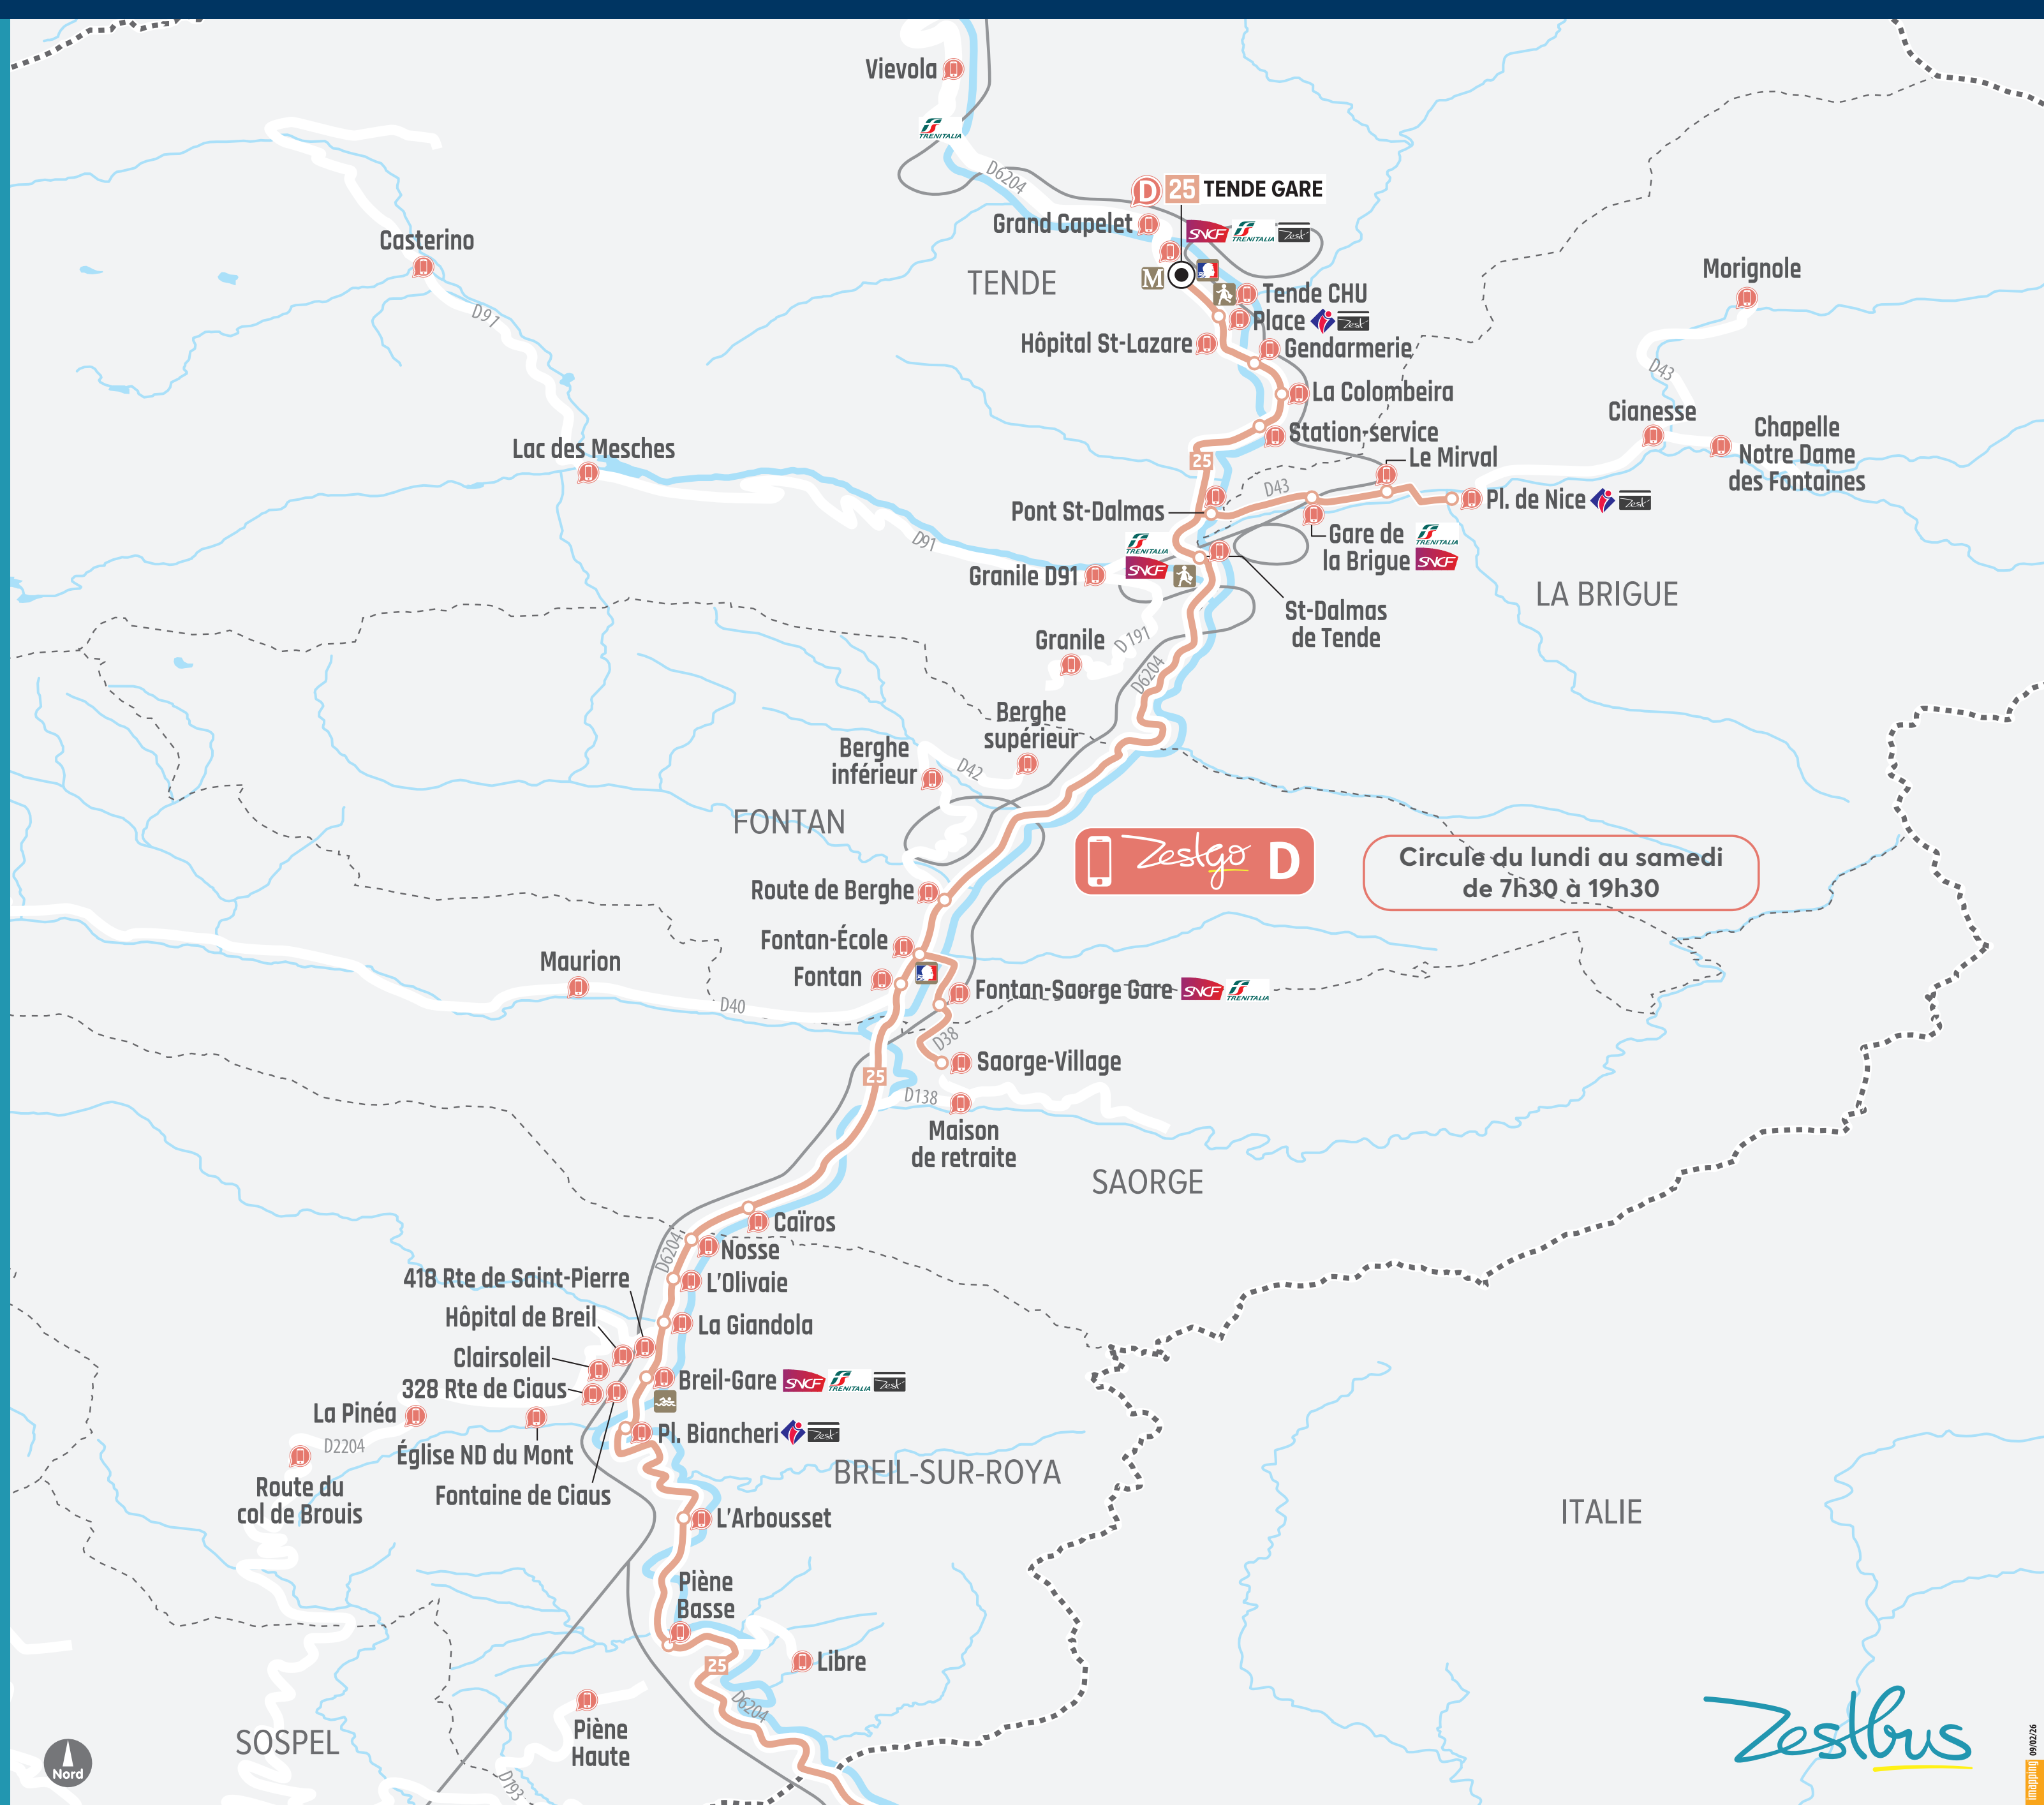 Vievola
TRENITALIA
D6204
D 25 TENDE GARE
Grand Capelet
SNCF TRENITALIA Zest
TENDE
M
Casterino
D91
Tende CHU
Place Zest
Hôpital St-Lazare
Gendarmerie
Morignole
D43
La Colombeira
Cianesse
Chapelle
Notre Dame
des Fontaines
Lac des Mesches
Station-service
25
Le Mirval
D43
Pl. de Nice Zest
Pont St-Dalmas
D91
Gare de
la Brigue
TRENITALIA
SNCF
TRENITALIA
SNCF
Granile D91
LA BRIGUE
St-Dalmas
de Tende
Granile
D191
D6204
Berghe
supérieur
Berghe
inférieur
D42
FONTAN
Zestgo D
Circule du lundi au samedi
de 7h30 à 19h30
Route de Berghe
Fontan-École
Maurion
Fontan
Fontan-Saorge Gare SNCF TRENITALIA
D40
D38
Saorge-Village
25
D138
Maison
de retraite
SAORGE
Caïros
Nosse
D6204
418 Rte de Saint-Pierre
L'Olivaie
Hôpital de Breil
La Giandola
Clairsoleil
Breil-Gare SNCF TRENITALIA Zest
328 Rte de Ciaus
La Pinéa
Pl. Biancheri Zest
D2204
Église ND du Mont
BREIL-SUR-ROYA
Route du
col de Brouis
Fontaine de Ciaus
L'Arbousset
ITALIE
Piène
Basse
Libre
25
D6204
Piène
Haute
SOSPEL
D193
Nord
Zestbus
09/02/26
imapping